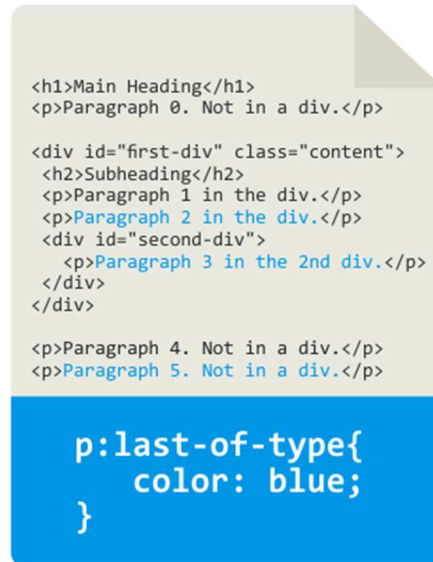 <h1>Main Heading</h1>
<p>Paragraph 0. Not in a div.</p>
<div id="first-div" class="content">
<h2>Subheading</h2>
<p>Paragraph 1 in the div.</p>
<p>Paragraph 2 in the div.</p>
<div id="second-div">
<p>Paragraph 3 in the 2nd div.</p>
</div>
</div>
<p>Paragraph 4. Not in a div.</p>
<p>Paragraph 5. Not in a div.</p>
p:last-of-type{
color: blue;
}